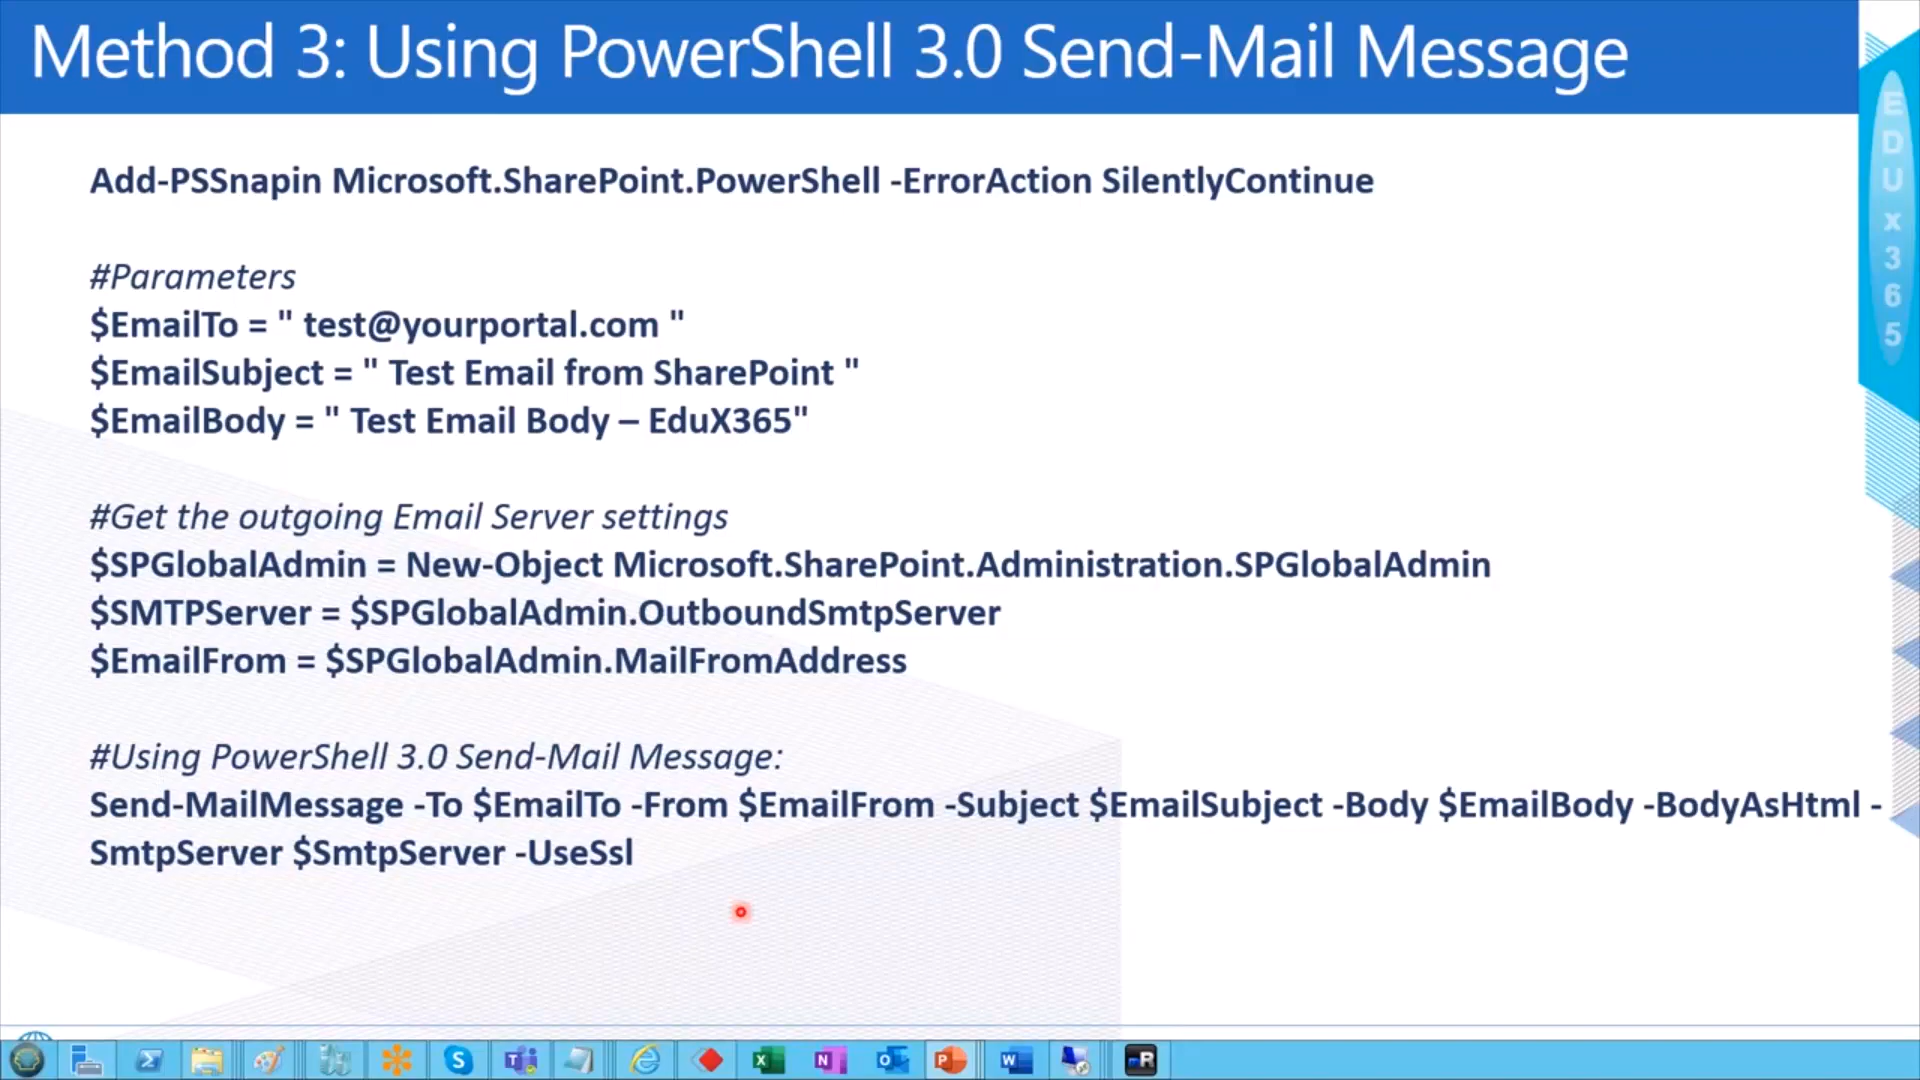 Method 3: Using PowerShell 3.0 Send-Mail Message
Add-PSSnapin Microsoft.SharePoint.PowerShell -ErrorAction SilentlyContinue
#Parameters
$EmailTo = " test@yourportal.com "
$EmailSubject = " Test Email from SharePoint "
$EmailBody = " Test Email Body – EduX365"
#Get the outgoing Email Server settings
$SPGlobalAdmin = New-Object Microsoft.SharePoint.Administration.SPGlobalAdmin
$SMTPServer = $SPGlobalAdmin.OutboundSmtpServer
$EmailFrom = $SPGlobalAdmin.MailFromAddress
#Using PowerShell 3.0 Send-Mail Message:
Send-MailMessage -To $EmailTo -From $EmailFrom -Subject $EmailSubject -Body $EmailBody -BodyAsHtml -
SmtpServer $SmtpServer -UseSsl
EDUx365